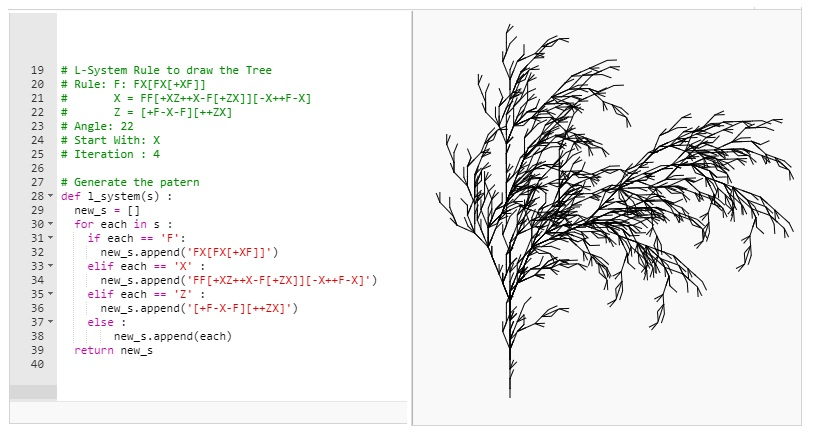 19 # L-System Rule to draw the Tree
20 # Rule: F: FX[FX[+XF]]
21 #       X = FF[+XZ++X-F[+ZX]][-X++F-X]
22 #       Z = [+F-X-F][++ZX]
23 # Angle: 22
24 # Start With: X
25 # Iteration : 4
26
27 # Generate the patern
28 def l_system(s) :
29   new_s = []
30   for each in s :
31     if each == 'F':
32       new_s.append('FX[FX[+XF]]')
33     elif each == 'X' :
34       new_s.append('FF[+XZ++X-F[+ZX]][-X++F-X]')
35     elif each == 'Z' :
36       new_s.append('[+F-X-F][++ZX]')
37     else :
38         new_s.append(each)
39   return new_s
40